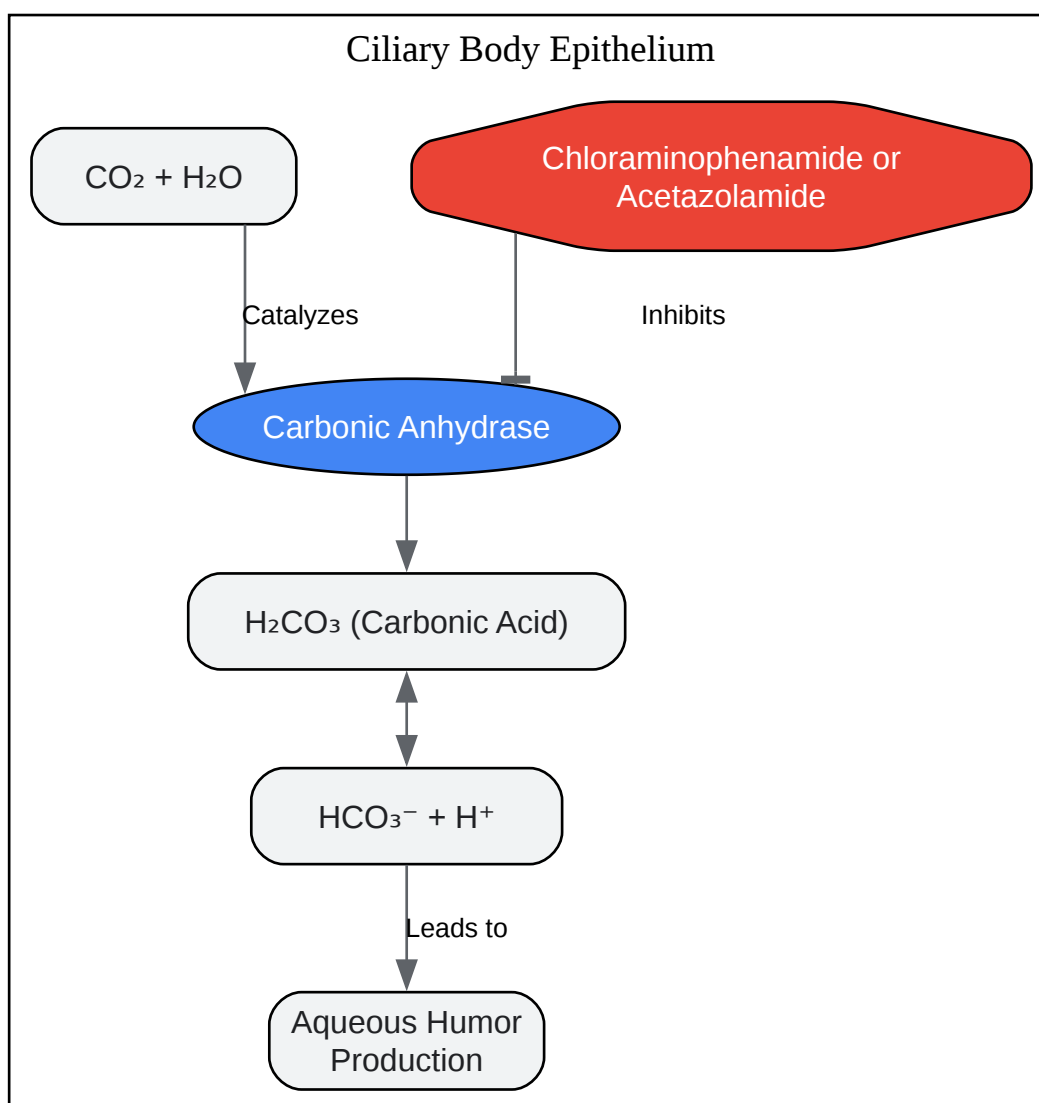 Ciliary Body Epithelium
CO₂ + H₂O
Chloraminophenamide or
Acetazolamide
Catalyzes
Inhibits
Carbonic Anhydrase
H₂CO₃ (Carbonic Acid)
HCO₃⁻ + H⁺
Leads to
Aqueous Humor
Production